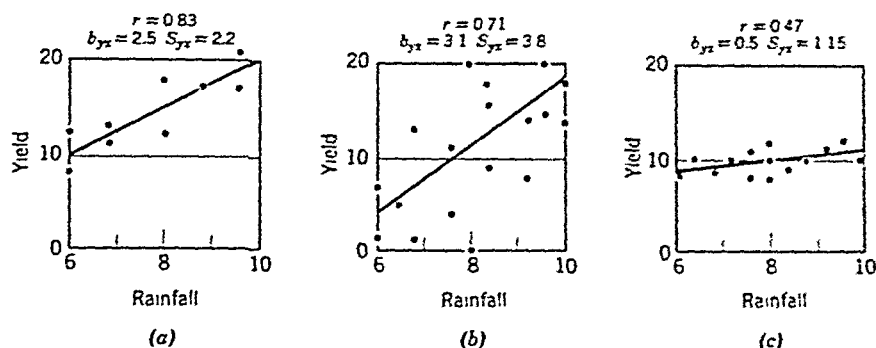 r = 0 83
b_yx = 2.5 S_yx = 2.2
20
10
0
Yield
6
8
10
Rainfall
(a)
r = 0.71
b_yx = 3 1 S_yx = 3 8
20
10
0
Yield
6
8
10
Rainfall
(b)
r = 0.47
b_yx = 0.5 S_yx = 1 15
20
10
0
Yield
6
8
10
Rainfall
(c)